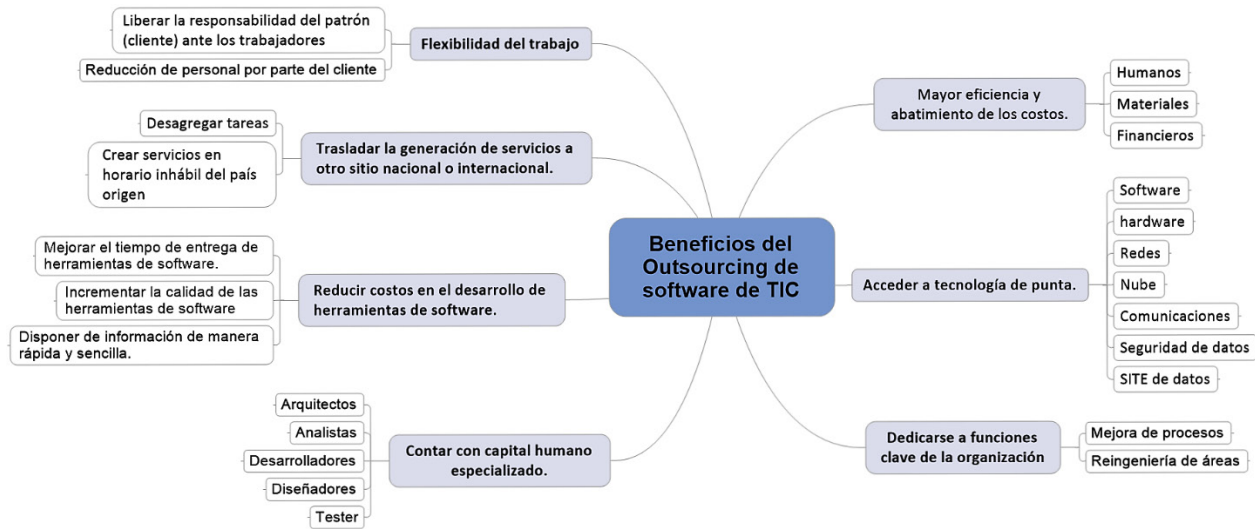 Beneficios del
Outsourcing de
software de TIC
Flexibilidad del trabajo
Liberar la responsabilidad del patrón
(cliente) ante los trabajadores
Reducción de personal por parte del cliente
Trasladar la generación de servicios a
otro sitio nacional o internacional.
Desagregar tareas
Crear servicios en
horario inhábil del país
origen
Reducir costos en el desarrollo de
herramientas de software.
Mejorar el tiempo de entrega de
herramientas de software.
Incrementar la calidad de las
herramientas de software
Disponer de información de manera
rápida y sencilla.
Contar con capital humano
especializado.
Arquitectos
Analistas
Desarrolladores
Diseñadores
Tester
Mayor eficiencia y
abatimiento de los costos.
Humanos
Materiales
Financieros
Acceder a tecnología de punta.
Software
hardware
Redes
Nube
Comunicaciones
Seguridad de datos
SITE de datos
Dedicarse a funciones
clave de la organización
Mejora de procesos
Reingeniería de áreas